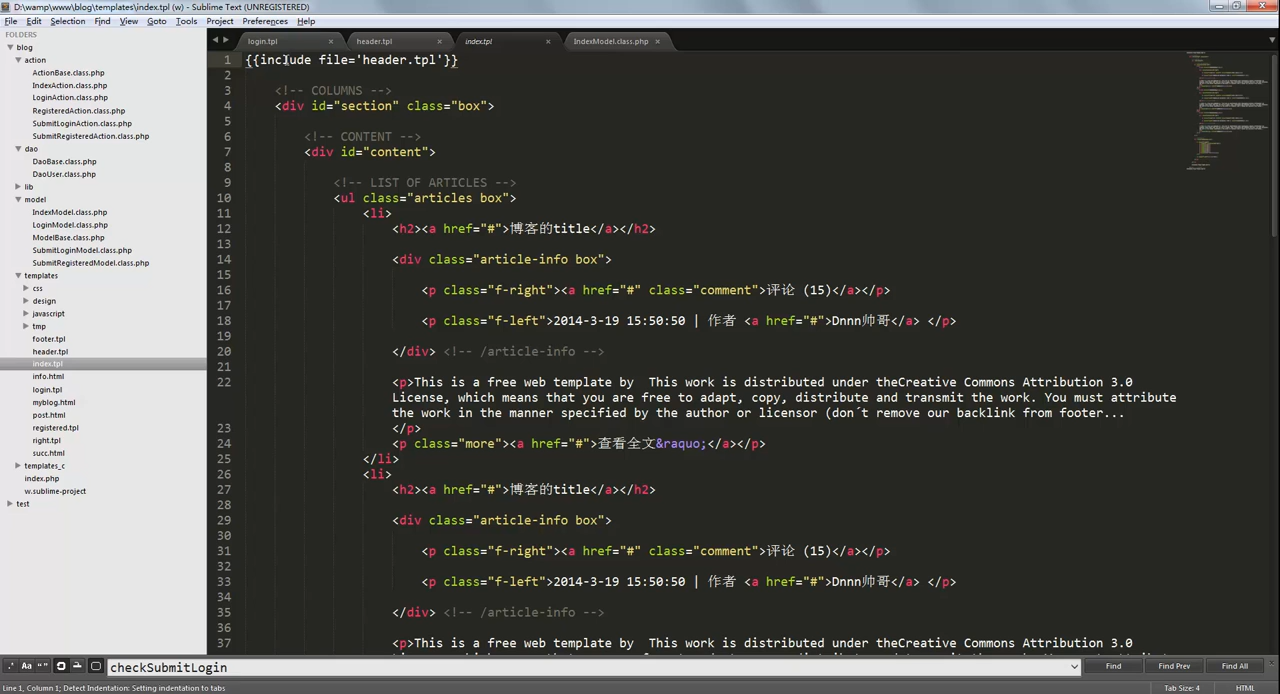 D:\wamp\www\blog\templates\index.tpl (w) - Sublime Text (UNREGISTERED)
File Edit Selection Find View Goto Tools Project Preferences Help
FOLDERS
blog
action
ActionBase.class.php
IndexAction.class.php
LoginAction.class.php
RegisteredAction.class.php
SubmitLoginAction.class.php
SubmitRegisteredAction.class.php
dao
DaoBase.class.php
DaoUser.class.php
lib
model
IndexModel.class.php
LoginModel.class.php
ModelBase.class.php
SubmitLoginModel.class.php
SubmitRegisteredModel.class.php
templates
css
design
javascript
tmp
footer.tpl
header.tpl
index.tpl
info.html
login.tpl
myblog.html
post.html
registered.tpl
right.tpl
succ.html
templates_c
index.php
w.sublime-project
test
login.tpl header.tpl index.tpl IndexModel.class.php
1 {{include file='header.tpl'}}
2
3 <!-- COLUMNS -->
4 <div id="section" class="box">
5
6 <!-- CONTENT -->
7 <div id="content">
8
9 <!-- LIST OF ARTICLES -->
10 <ul class="articles box">
11 <li>
12 <h2><a href="#">博客的title</a></h2>
13
14 <div class="article-info box">
15
16 <p class="f-right"><a href="#" class="comment">评论 (15)</a></p>
17
18 <p class="f-left">2014-3-19 15:50:50 | 作者 <a href="#">Dnnn帅哥</a> </p>
19
20 </div> <!-- /article-info -->
21
22 <p>This is a free web template by  This work is distributed under theCreative Commons Attribution 3.0
License, which means that you are free to adapt, copy, distribute and transmit the work. You must attribute
the work in the manner specified by the author or licensor (don´t remove our backlink from footer...
23 </p>
24 <p class="more"><a href="#">查看全文&raquo;</a></p>
25 </li>
26 <li>
27 <h2><a href="#">博客的title</a></h2>
28
29 <div class="article-info box">
30
31 <p class="f-right"><a href="#" class="comment">评论 (15)</a></p>
32
33 <p class="f-left">2014-3-19 15:50:50 | 作者 <a href="#">Dnnn帅哥</a> </p>
34
35 </div> <!-- /article-info -->
36
37 <p>This is a free web template by  This work is distributed under theCreative Commons Attribution 3.0
.* Aa "" checkSubmitLogin Find Find Prev Find All
Line 1, Column 1; Detect Indentation: Setting indentation to tabs Tab Size: 4 HTML